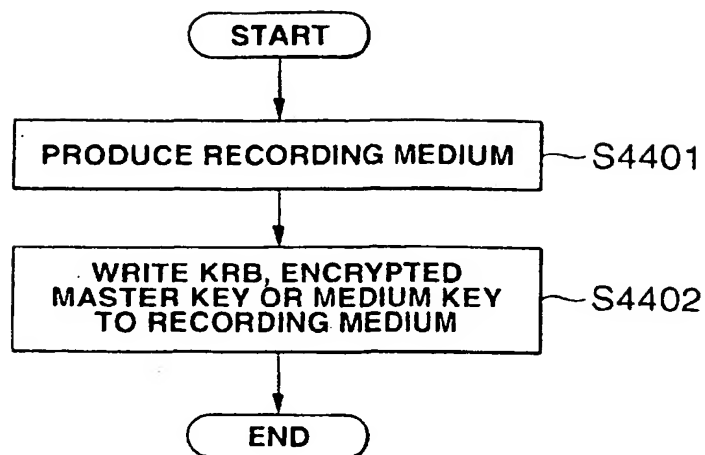 START
PRODUCE RECORDING MEDIUM
S4401
WRITE KRB, ENCRYPTED
MASTER KEY OR MEDIUM KEY
TO RECORDING MEDIUM
S4402
END